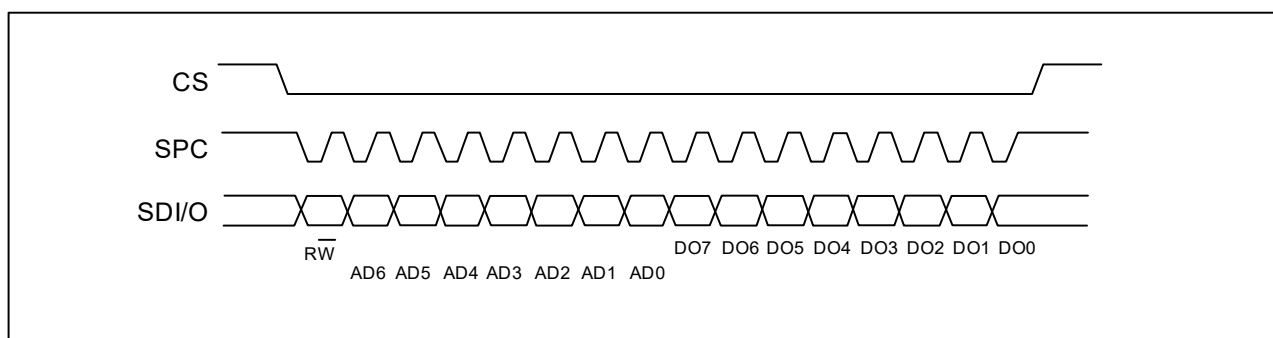 CS
SPC
SDI/O
RW
DO7 DO6 DO5 DO4 DO3 DO2 DO1 DO0
AD6 AD5 AD4 AD3 AD2 AD1 AD0